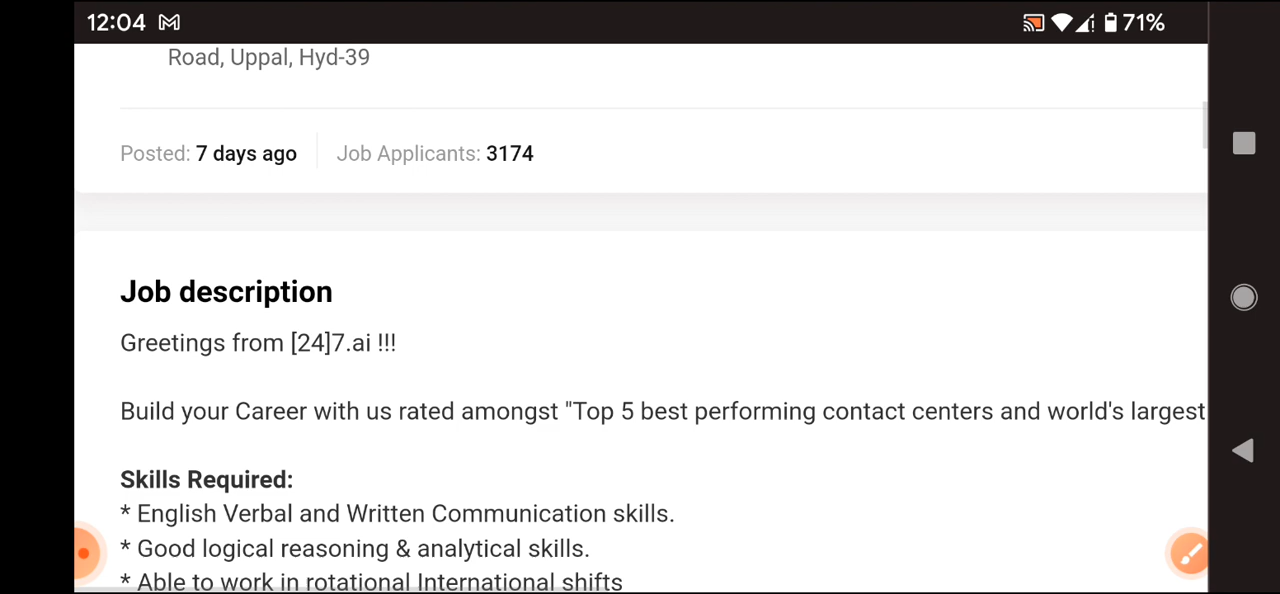 12:04 71%
Road, Uppal, Hyd-39
Posted: 7 days ago Job Applicants: 3174
Job description
Greetings from [24]7.ai !!!
Build your Career with us rated amongst "Top 5 best performing contact centers and world's largest
Skills Required:
* English Verbal and Written Communication skills.
* Good logical reasoning & analytical skills.
* Able to work in rotational International shifts